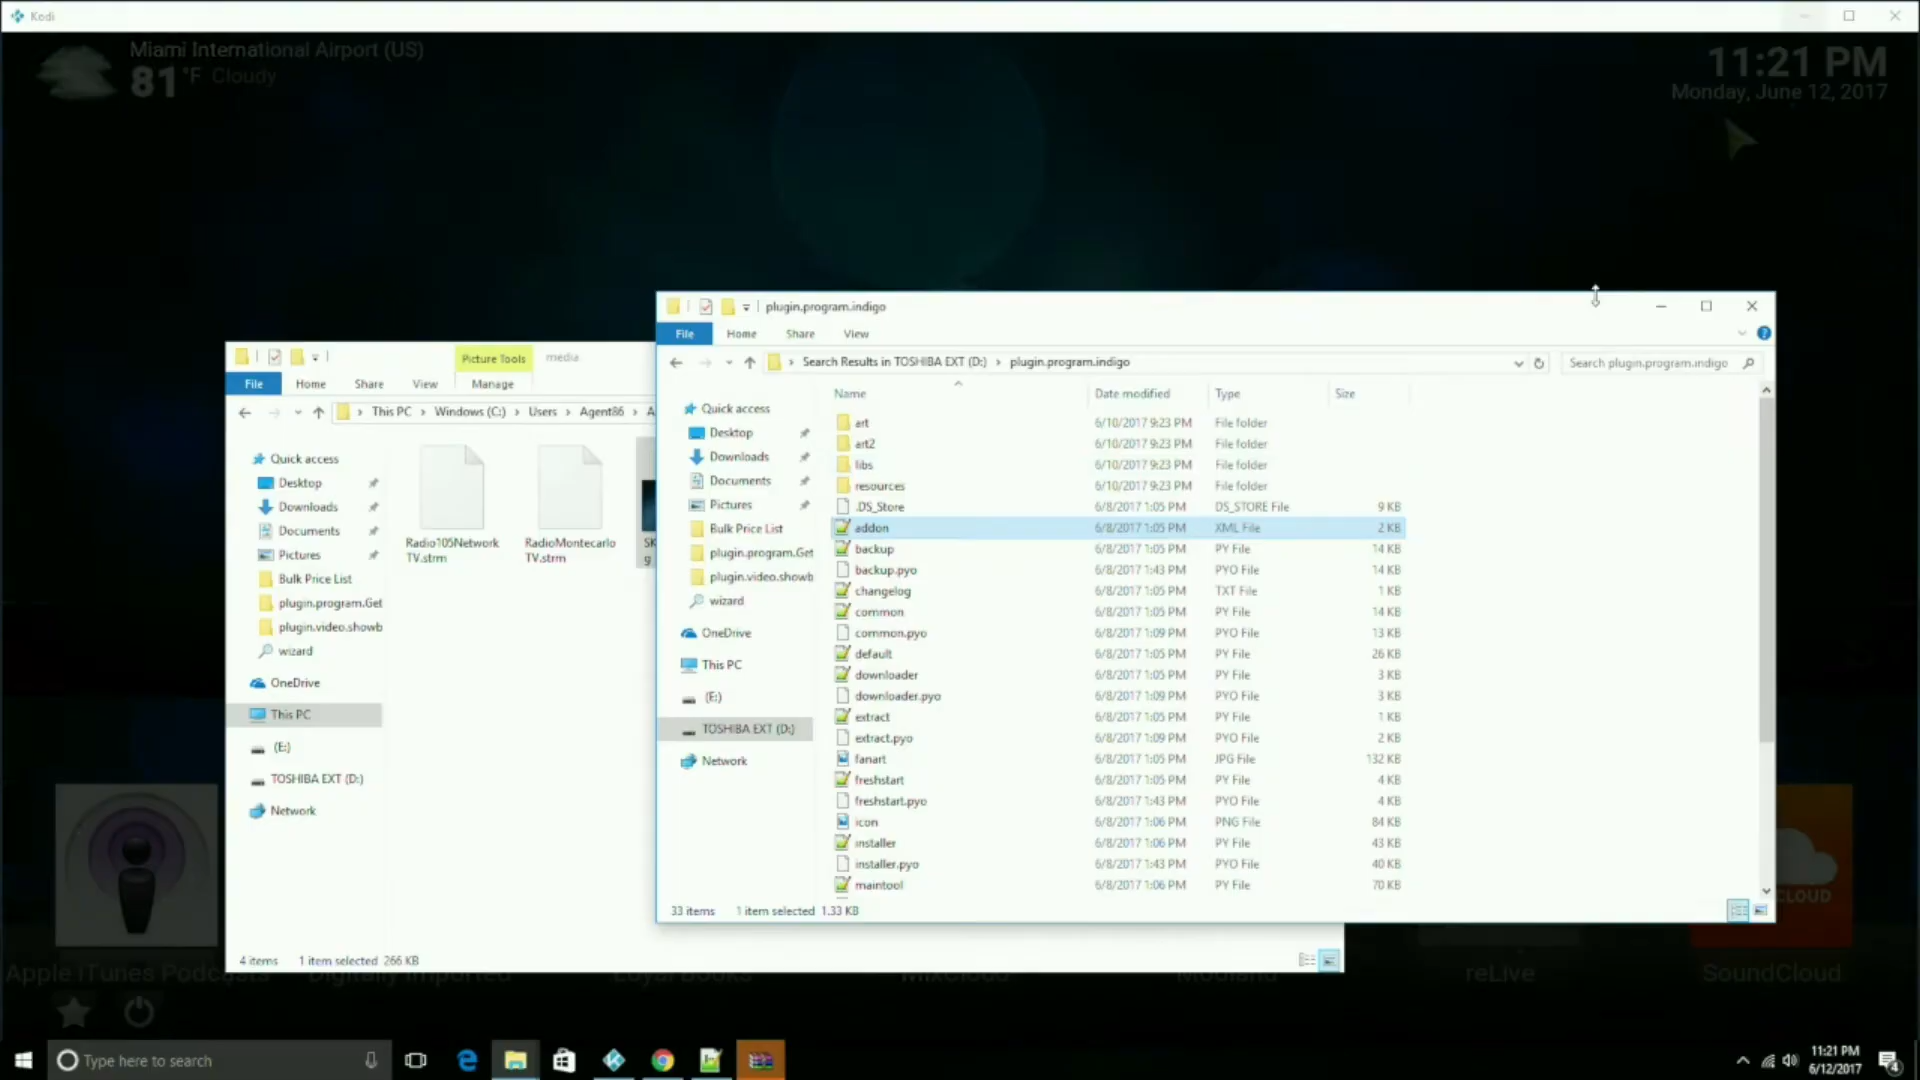 Kodi
Miami International Airport (US)
81 °F Cloudy
11:21 PM
Monday, June 12, 2017
Picture Tools
media
File
Home
Share
View
Manage
This PC
Windows (C:)
Users
Agent86
A
Quick access
Desktop
Downloads
Documents
Pictures
Bulk Price List
plugin.program.Get
plugin.video.showb
wizard
OneDrive
This PC
(E:)
TOSHIBA EXT (D:)
Network
Radio105Network
TV.strm
RadioMontecarlo
TV.strm
SK
g
4 items 1 item selected 266 KB
plugin.program.indigo
File
Home
Share
View
Search Results in TOSHIBA EXT (D:)
plugin.program.indigo
Search plugin.program.indigo
Quick access
Desktop
Downloads
Documents
Pictures
Bulk Price List
plugin.program.Get
plugin.video.showb
wizard
OneDrive
This PC
(E:)
TOSHIBA EXT (D:)
Network
Name Date modified Type Size
art 6/10/2017 9:23 PM File folder
art2 6/10/2017 9:23 PM File folder
libs 6/10/2017 9:23 PM File folder
resources 6/10/2017 9:23 PM File folder
.DS_Store 6/8/2017 1:05 PM DS_STORE File 9 KB
addon 6/8/2017 1:05 PM XML File 2 KB
backup 6/8/2017 1:05 PM PY File 14 KB
backup.pyo 6/8/2017 1:43 PM PYO File 14 KB
changelog 6/8/2017 1:05 PM TXT File 1 KB
common 6/8/2017 1:05 PM PY File 14 KB
common.pyo 6/8/2017 1:09 PM PYO File 13 KB
default 6/8/2017 1:05 PM PY File 26 KB
downloader 6/8/2017 1:05 PM PY File 3 KB
downloader.pyo 6/8/2017 1:09 PM PYO File 3 KB
extract 6/8/2017 1:05 PM PY File 1 KB
extract.pyo 6/8/2017 1:09 PM PYO File 2 KB
fanart 6/8/2017 1:05 PM JPG File 132 KB
freshstart 6/8/2017 1:05 PM PY File 4 KB
freshstart.pyo 6/8/2017 1:43 PM PYO File 4 KB
icon 6/8/2017 1:06 PM PNG File 84 KB
installer 6/8/2017 1:06 PM PY File 43 KB
installer.pyo 6/8/2017 1:43 PM PYO File 40 KB
maintool 6/8/2017 1:06 PM PY File 70 KB
33 items 1 item selected 1.33 KB
CLOUD
Apple iTunes Podcasts
Digitally Imported
reLive
SoundCloud
Type here to search
11:21 PM
6/12/2017
4